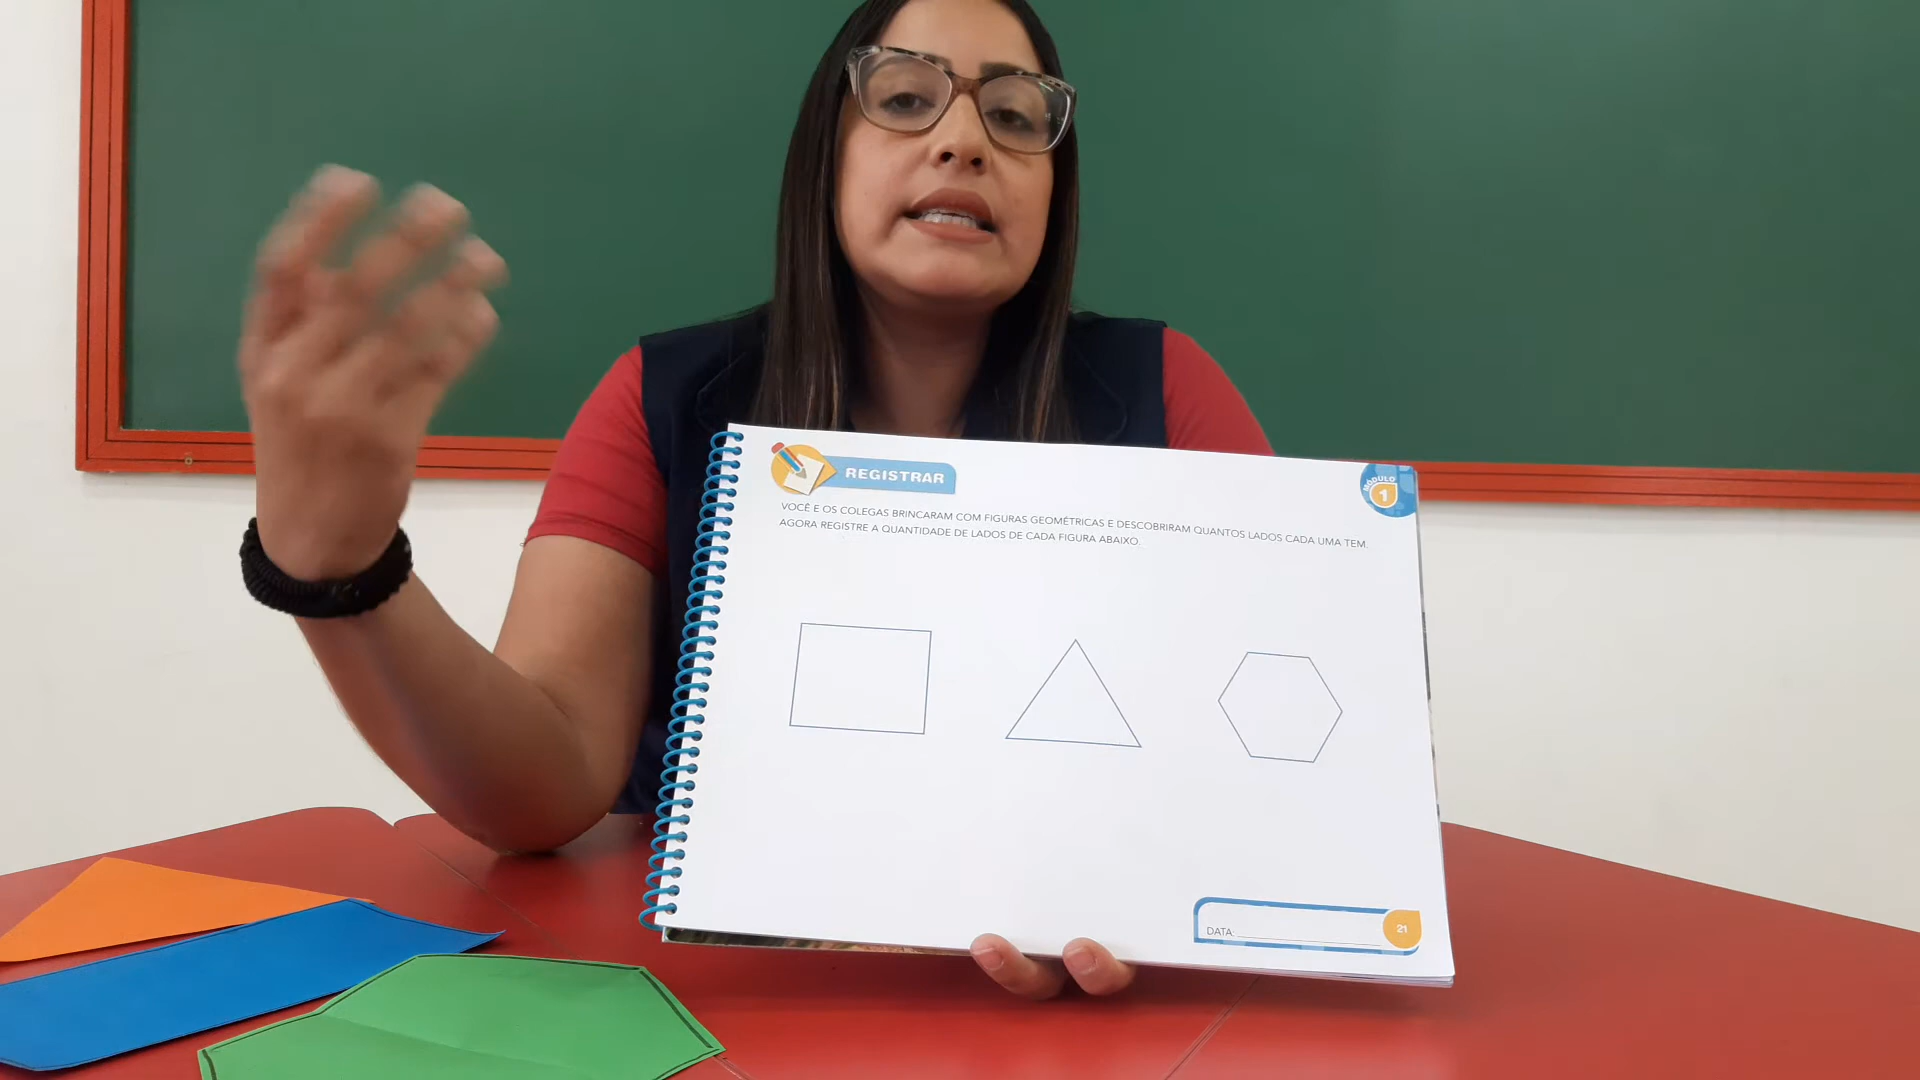 REGISTRAR
MÓDULO
1
VOCÊ E OS COLEGAS BRINCARAM COM FIGURAS GEOMÉTRICAS E DESCOBRIRAM QUANTOS LADOS CADA UMA TEM.
AGORA REGISTRE A QUANTIDADE DE LADOS DE CADA FIGURA ABAIXO.
DATA:
21